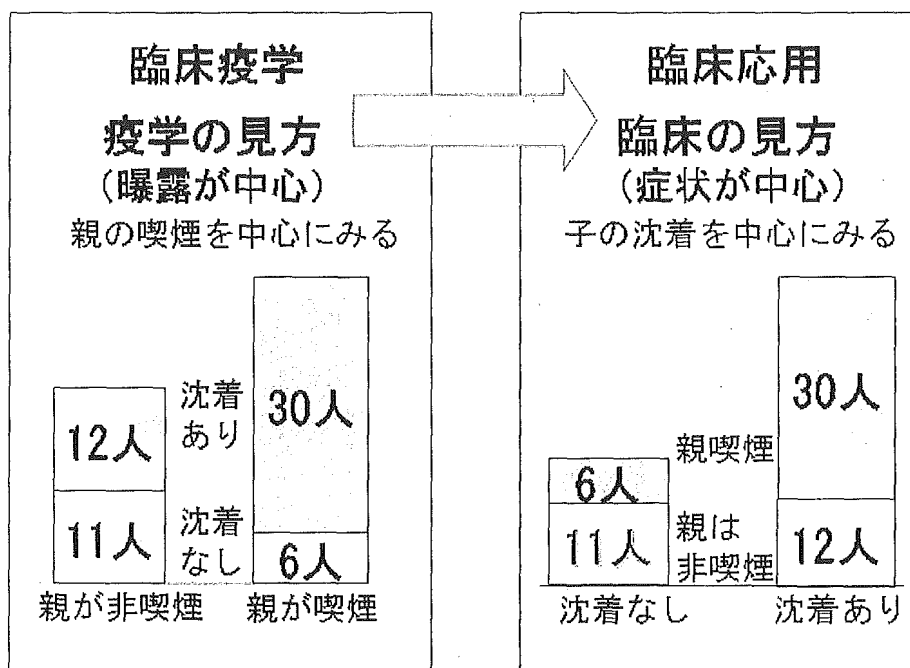 臨床疫学
疫学の見方
(曝露が中心)
親の喫煙を中心にみる
12人
11人
沈着
あり
沈着
なし
30人
6人
親が非喫煙
親が喫煙
臨床応用
臨床の見方
(症状が中心)
子の沈着を中心にみる
6人
11人
親喫煙
親は
非喫煙
30人
12人
沈着なし
沈着あり